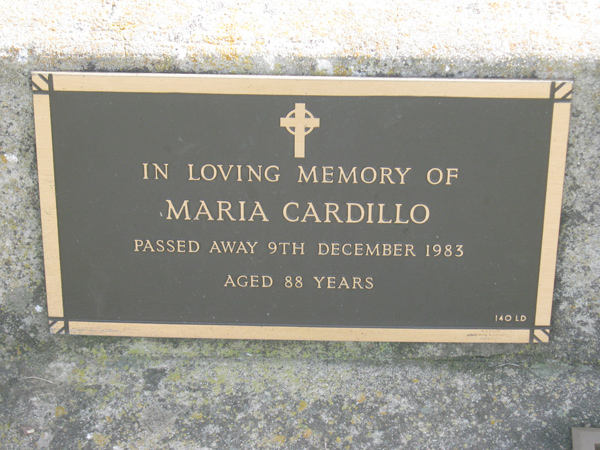 IN LOVING MEMORY OF
MARIA CARDILLO
PASSED AWAY 9TH DECEMBER 1983
AGED 88 YEARS
140 LD